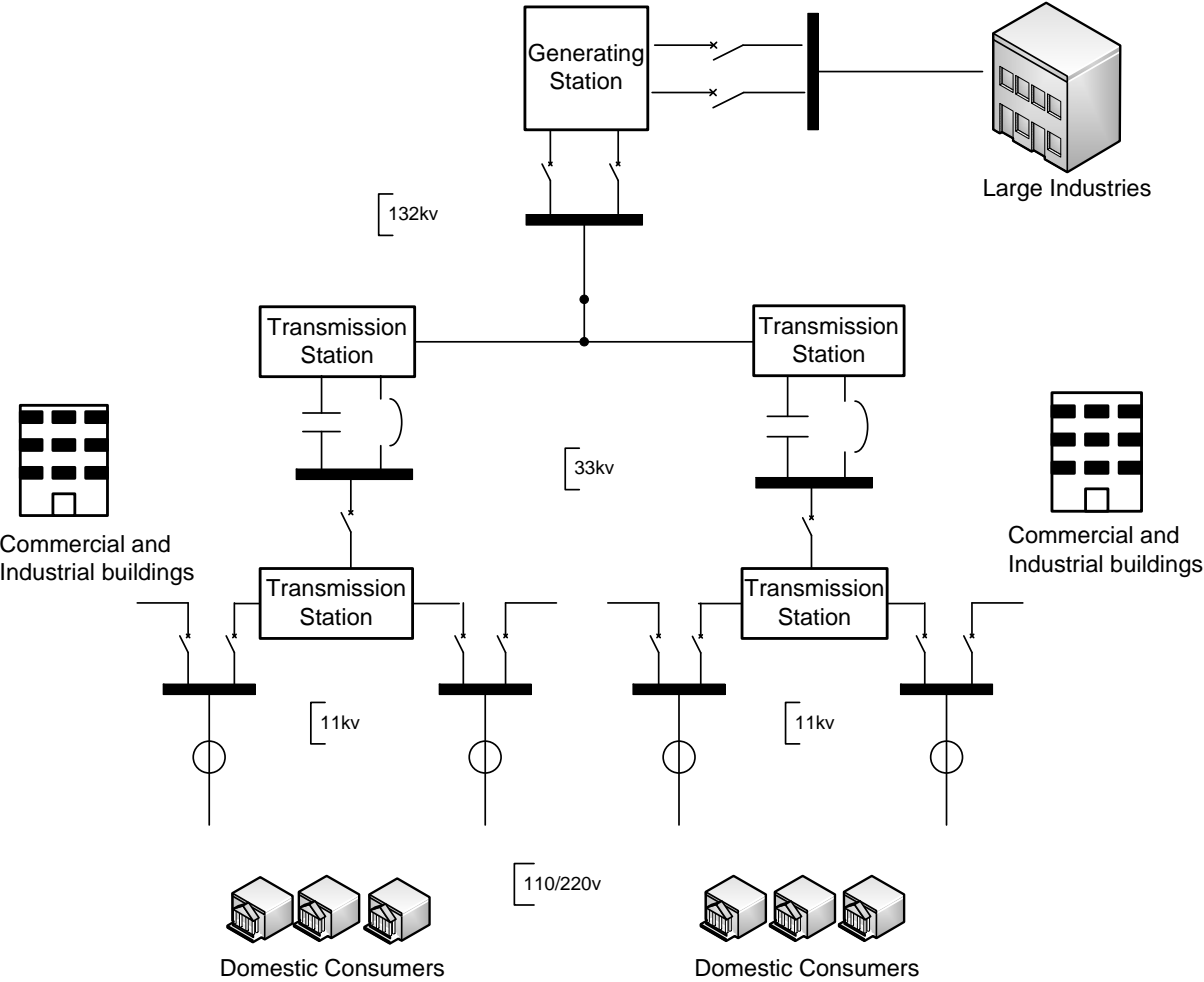 Generating
Station
Large Industries
132kv
Transmission
Station
Transmission
Station
33kv
Commercial and
Industrial buildings
Commercial and
Industrial buildings
Transmission
Station
Transmission
Station
11kv
11kv
110/220v
Domestic Consumers
Domestic Consumers